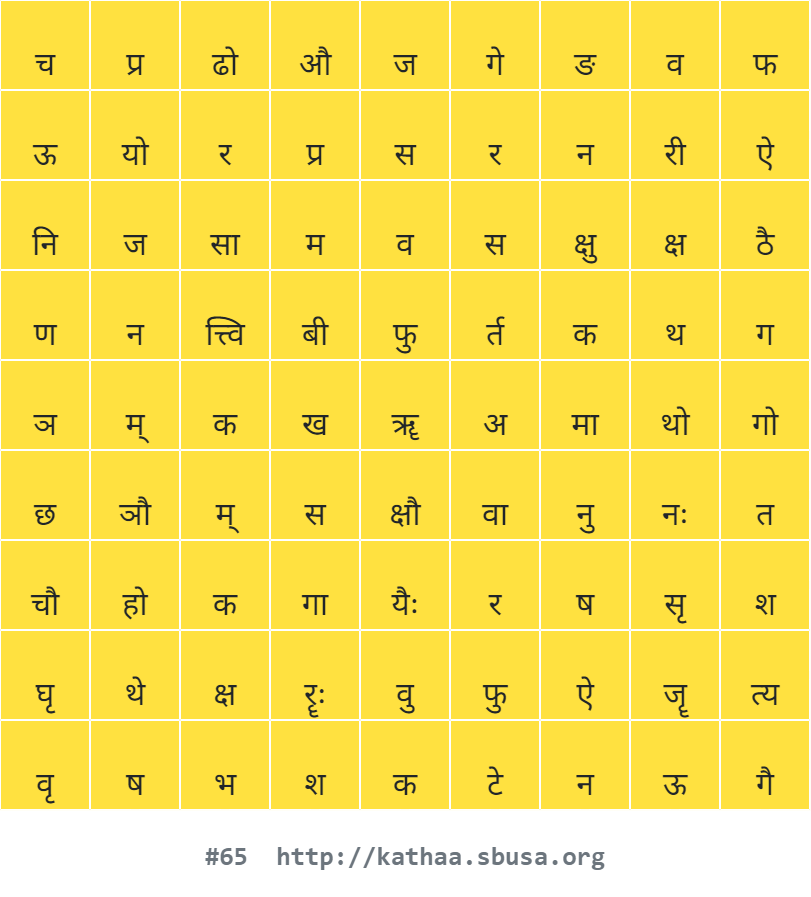 च प्र ढो औ ज गे ङ व फ
ऊ यो र प्र स र न री ऐ
नि ज सा म व स क्षु क्ष ठै
ण न त्त्वि बी फु र्त क थ ग
ञ म् क ख ॠ अ मा थो गो
छ ञौ म् स क्षौ वा नु नः त
चौ हो क गा यैः र ष सृ श
घृ थे क्ष रॄः वु फु ऐ जॄ त्य
वृ ष भ श क टे न ऊ गै
#65 http://kathaa.sbusa.org